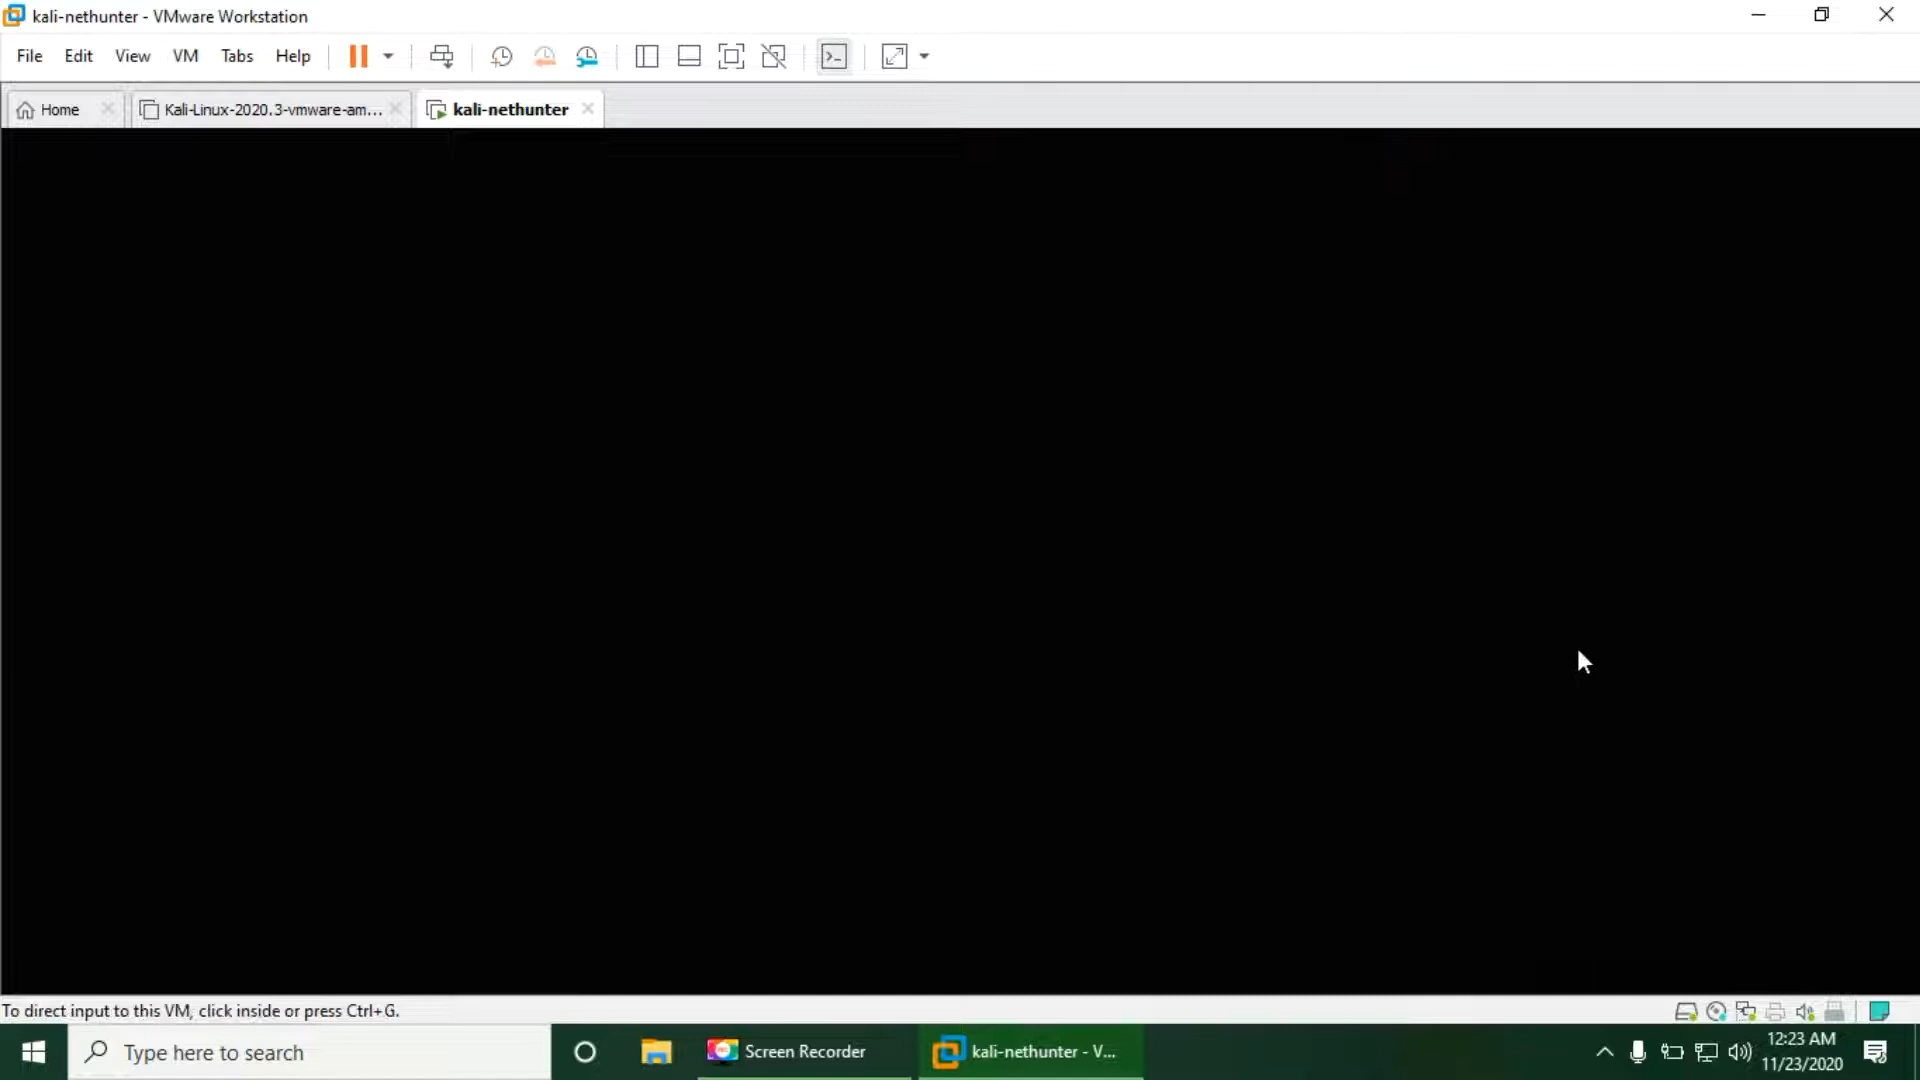 kali-nethunter - VMware Workstation
File Edit View VM Tabs Help
Home Kali-Linux-2020.3-vmware-am... kali-nethunter
To direct input to this VM, click inside or press Ctrl+G.
Type here to search Screen Recorder kali-nethunter - V... 12:23 AM
11/23/2020